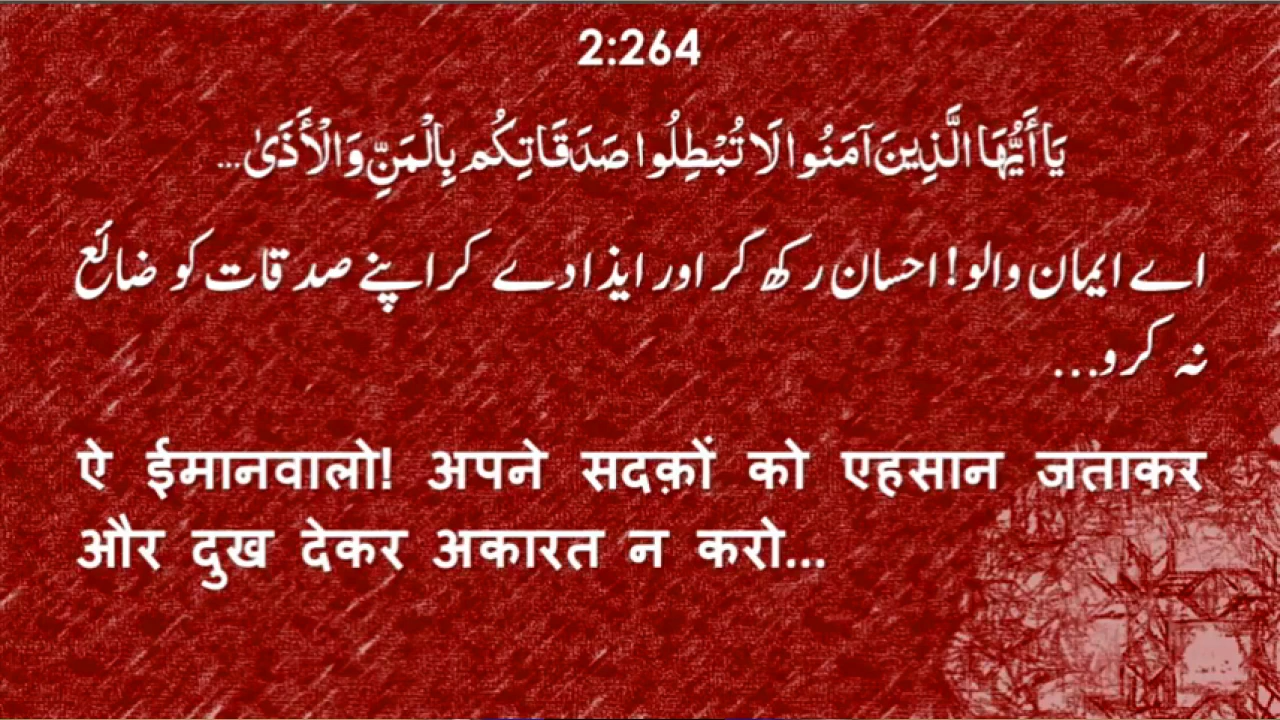 2:264
يَا أَيُّهَا الَّذِينَ آمَنُوا لَا تُبْطِلُوا صَدَقَاتِكُم بِالْمَنِّ وَالْأَذَىٰ...
اے ایمان والو! احسان رکھ کر اور ایذا دے کر اپنے صدقات کو ضائع
نہ کرو...
ऐ ईमानवालो! अपने सदक़ों को एहसान जताकर
और दुख देकर अकारत न करो...